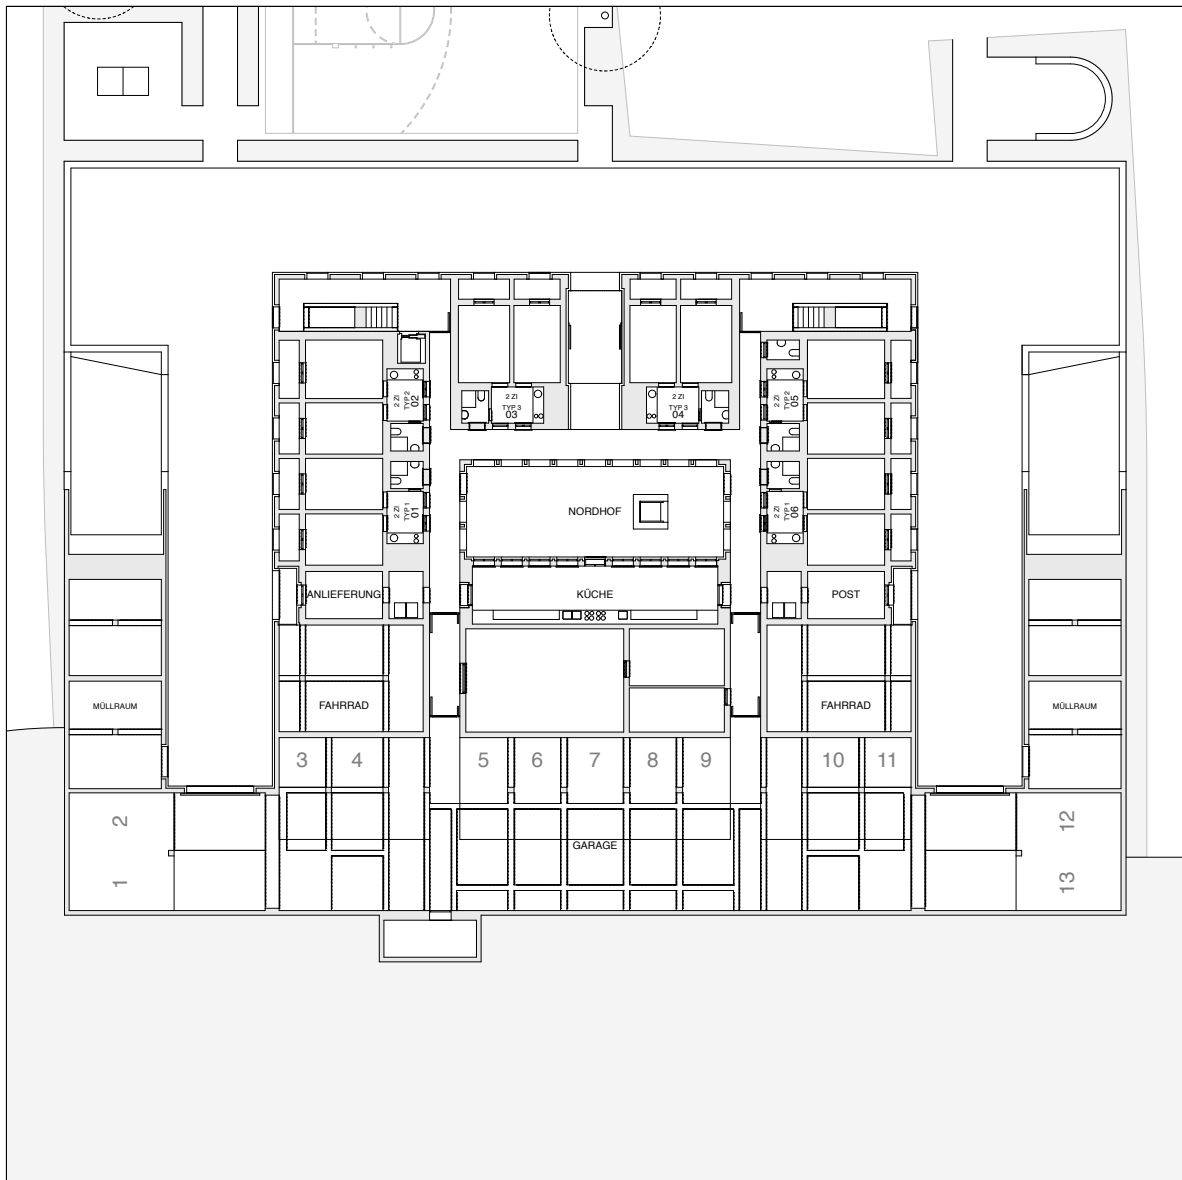 2 ZI
TYP 2
02
2 ZI
TYP 3
03
2 ZI
TYP 3
04
2 ZI
TYP 2
05
2 ZI
TYP 1
01
NORDHOF
2 ZI
TYP 1
06
ANLIEFERUNG
KÜCHE
POST
MÜLLRAUM
FAHRRAD
FAHRRAD
MÜLLRAUM
3
4
5
6
7
8
9
10
11
2
12
GARAGE
1
13